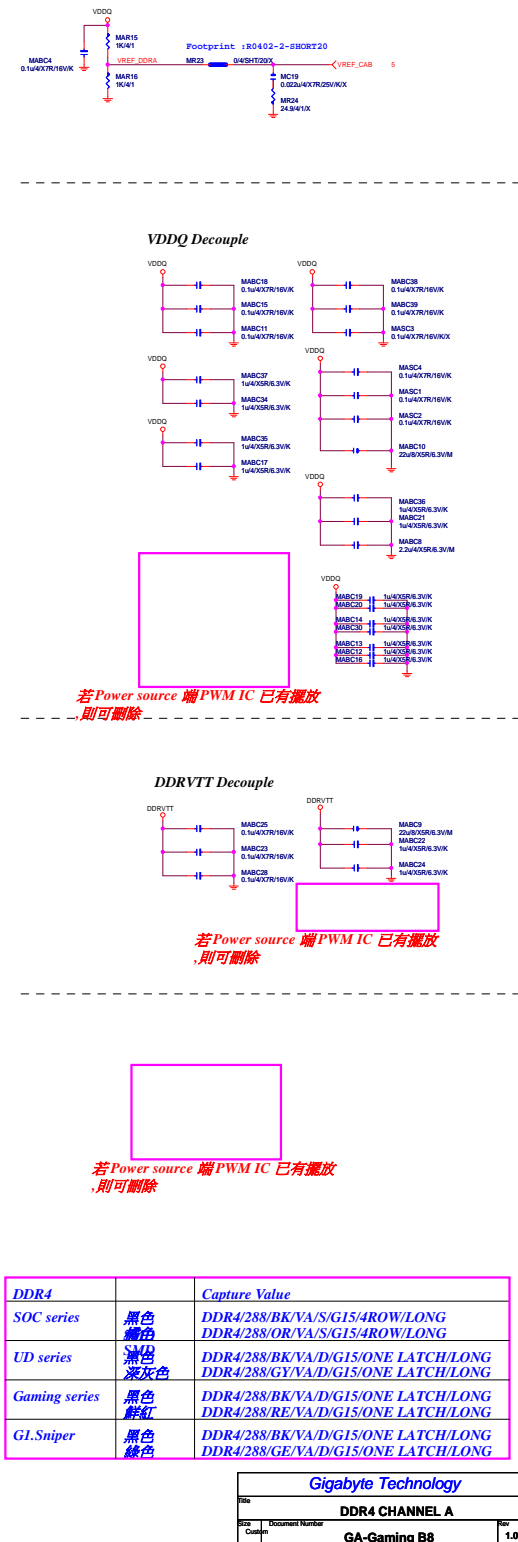 VDDQ
MAR15
1K/4/1
MABC4
0.1u/4/X7R/16V/K
Footprint :R0402-2-SHORT20
VREF_DDRA
MR23
0/4/SHT/20/X
VREF_CAB
5
MAR16
1K/4/1
MC19
0.022u/4/X7R/25V/K/X
MR24
24.9/4/1/X
VDDQ Decouple
VDDQ
MABC18
0.1u/4/X7R/16V/K
MABC15
0.1u/4/X7R/16V/K
MABC11
0.1u/4/X7R/16V/K
VDDQ
MABC38
0.1u/4/X7R/16V/K
MABC39
0.1u/4/X7R/16V/K
MASC3
0.1u/4/X7R/16V/K/X
VDDQ
MABC37
1u/4/X5R/6.3V/K
MABC34
1u/4/X5R/6.3V/K
VDDQ
MASC4
0.1u/4/X7R/16V/K
MASC1
0.1u/4/X7R/16V/K
MASC2
0.1u/4/X7R/16V/K
MABC10
22u/8/X5R/6.3V/M
VDDQ
MABC35
1u/4/X5R/6.3V/K
MABC17
1u/4/X5R/6.3V/K
VDDQ
MABC36
1u/4/X5R/6.3V/K
MABC21
1u/4/X5R/6.3V/K
MABC8
2.2u/4/X5R/6.3V/M
VDDQ
MABC19 1u/4/X5R/6.3V/K
MABC20 1u/4/X5R/6.3V/K
MABC14 1u/4/X5R/6.3V/K
MABC30 1u/4/X5R/6.3V/K
MABC13 1u/4/X5R/6.3V/K
MABC12 1u/4/X5R/6.3V/K
MABC16 1u/4/X5R/6.3V/K
若Power source 端PWM IC 已有擺放
,則可刪除
DDRVTT Decouple
DDRVTT
MABC25
0.1u/4/X7R/16V/K
MABC23
0.1u/4/X7R/16V/K
MABC28
0.1u/4/X7R/16V/K
DDRVTT
MABC9
22u/8/X5R/6.3V/M
MABC22
1u/4/X5R/6.3V/K
MABC24
1u/4/X5R/6.3V/K
若Power source 端PWM IC 已有擺放
,則可刪除
若Power source 端PWM IC 已有擺放
,則可刪除
DDR4 Capture Value
SOC series 黑色 DDR4/288/BK/VA/S/G15/4ROW/LONG
橘色 DDR4/288/OR/VA/S/G15/4ROW/LONG
SMD
UD series 黑色 DDR4/288/BK/VA/D/G15/ONE LATCH/LONG
深灰色 DDR4/288/GY/VA/D/G15/ONE LATCH/LONG
Gaming series 黑色 DDR4/288/BK/VA/D/G15/ONE LATCH/LONG
鮮紅 DDR4/288/RE/VA/D/G15/ONE LATCH/LONG
G1.Sniper 黑色 DDR4/288/BK/VA/D/G15/ONE LATCH/LONG
綠色 DDR4/288/GE/VA/D/G15/ONE LATCH/LONG
Gigabyte Technology
Title
DDR4 CHANNEL A
Size Document Number Rev
Custom GA-Gaming B8 1.0